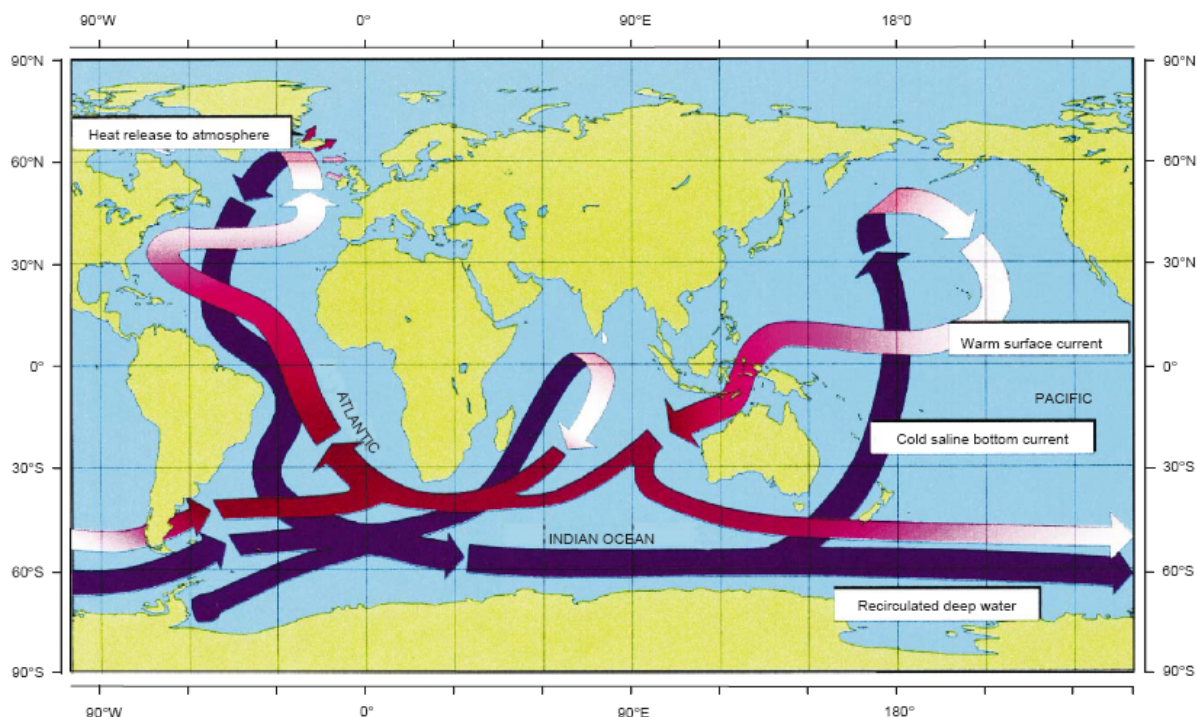 90°W 0° 90°E 18°0
90°N 90°N
Heat release to atmosphere
60°N 60°N
30°N 30°N
Warm surface current
0° 0°
PACIFIC
ATLANTIC
Cold saline bottom current
30°S 30°S
INDIAN OCEAN
60°S 60°S
Recirculated deep water
90°S 90°S
90°W 0° 90°E 180°